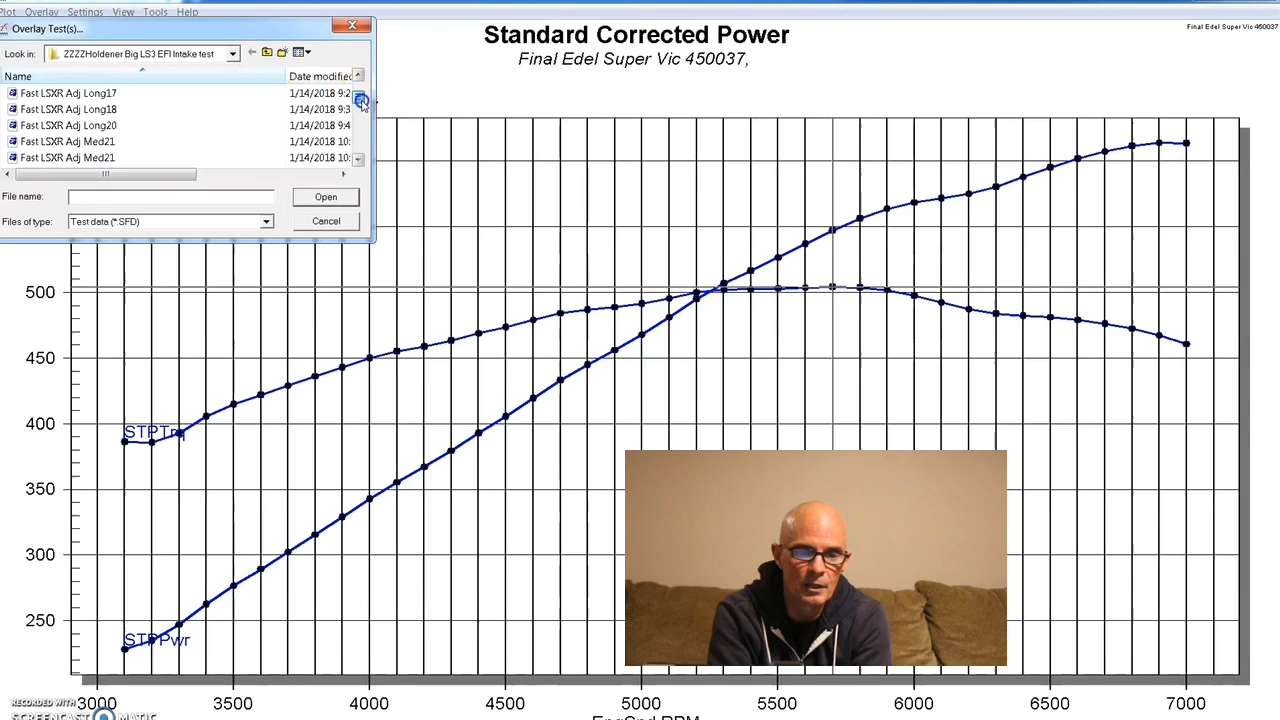 Plot Overlay Settings View Tools Help
Overlay Test(s)...
Look in: ZZZZHoldener Big LS3 EFI Intake test
Name Date modified
Fast LSXR Adj Long17 1/14/2018 9:2
Fast LSXR Adj Long18 1/14/2018 9:3
Fast LSXR Adj Long20 1/14/2018 9:4
Fast LSXR Adj Med21 1/14/2018 10:
Fast LSXR Adj Med21 1/14/2018 10:
File name: Open
Files of type: Test data (*.SFD) Cancel
Standard Corrected Power
Final Edel Super Vic 450037,
Final Edel Super Vic 450037
500
450
400
350
300
250
STPTrq
STPPwr
3000 3500 4000 4500 5000 5500 6000 6500 7000
EngSpd RPM
RECORDED WITH
SCREENCAST MATIC